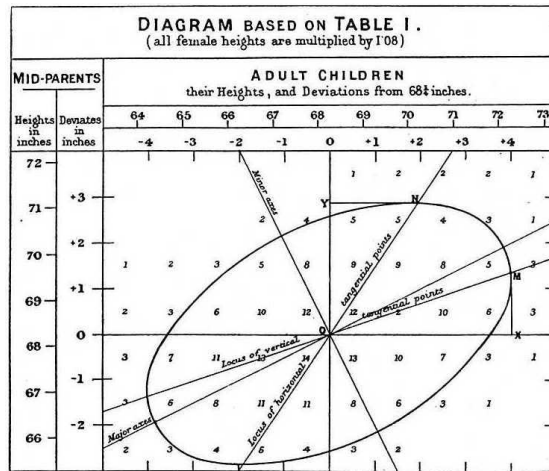 DIAGRAM BASED ON TABLE I.
(all female heights are multiplied by 1'08)
MID-PARENTS
ADULT CHILDREN
their Heights, and Deviations from 68¼ inches.
Heights in inches
Deviates in inches
64 65 66 67 68 69 70 71 72 73
-4 -3 -2 -1 0 +1 +2 +3 +4
72
1 2 2 2 1
+3
Y N
71
2 4 5 5 4 3 1
+2
70
1 2 3 5 8 9 9 8 5 3
M
+1
69
2 3 6 10 12 12 2 10 6 3
0 O X
68
3 7 11 13 14 13 10 7 3 1
-1
67
3 6 8 11 11 8 6 3 1
-2
66
2 3 4 5 4 3 2
Minor axes
tangential points
tangential points
Locus of vertical
Locus of horizontal
Major axes